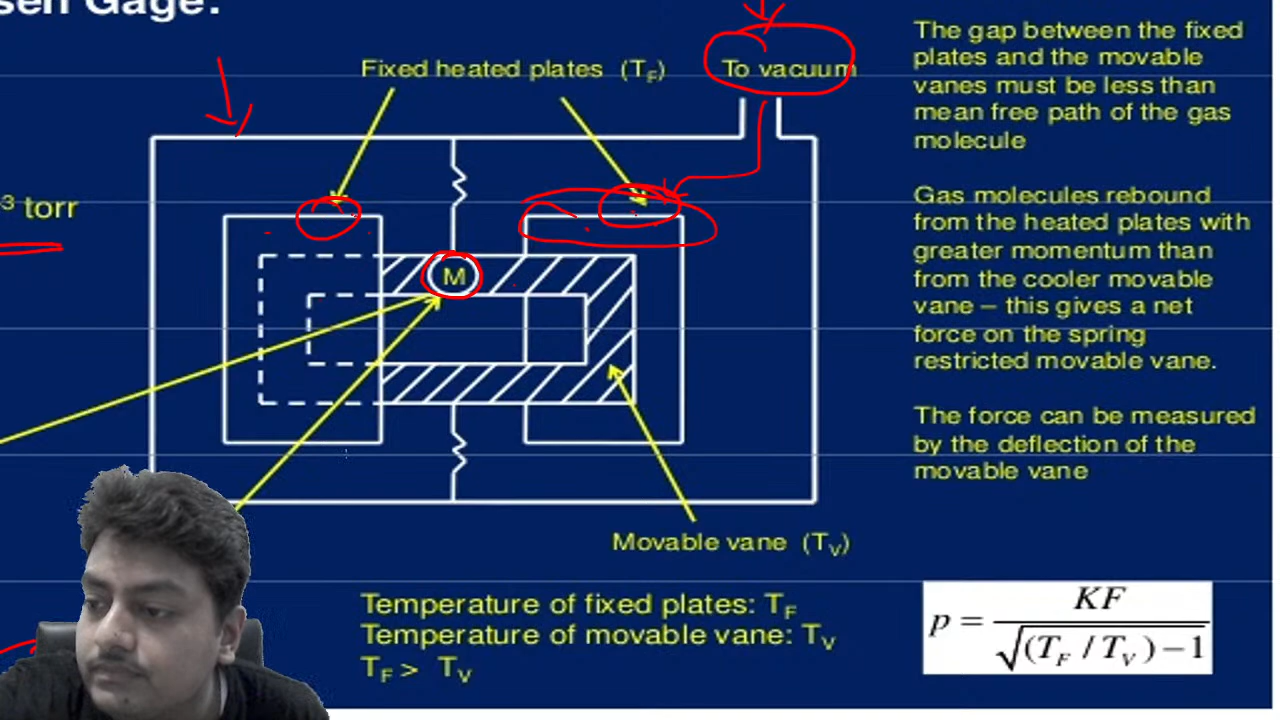 sen Gage:
Fixed heated plates (T_F)
To vacuum
⁻³ torr
M
Movable vane (T_V)
Temperature of fixed plates: T_F
Temperature of movable vane: T_V
T_F > T_V
The gap between the fixed
plates and the movable
vanes must be less than
mean free path of the gas
molecule
Gas molecules rebound
from the heated plates with
greater momentum than
from the cooler movable
vane – this gives a net
force on the spring
restricted movable vane.
The force can be measured
by the deflection of the
movable vane
p = KF / √(T_F / T_V) − 1